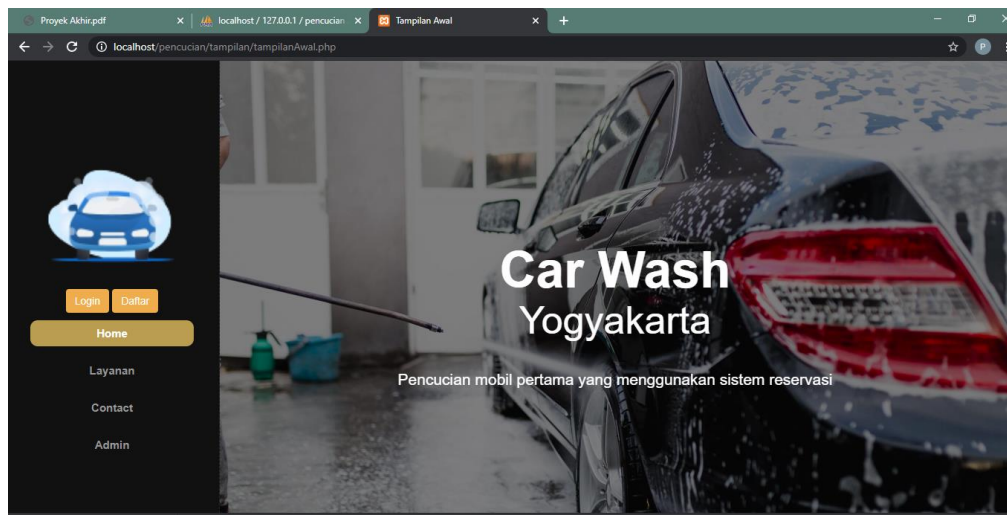 Proyek Akhir.pdf
localhost / 127.0.0.1 / pencucian
Tampilan Awal
localhost/pencucian/tampilan/tampilanAwal.php
P
Login
Daftar
Home
Layanan
Contact
Admin
Car Wash
Yogyakarta
Pencucian mobil pertama yang menggunakan sistem reservasi